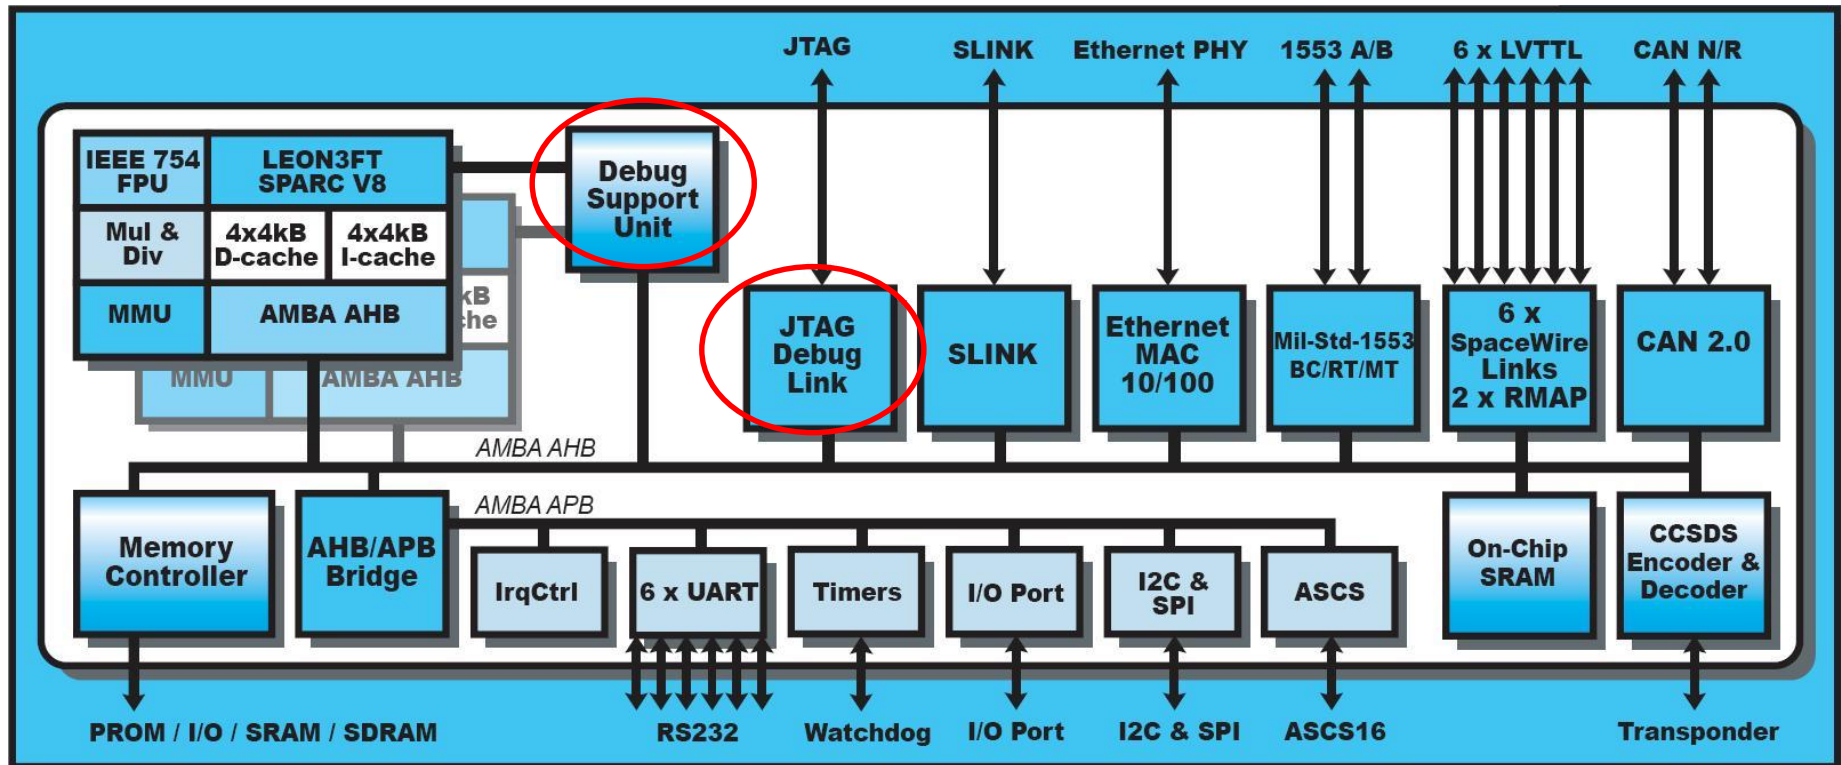 JTAG
SLINK
Ethernet PHY
1553 A/B
6 x LVTTL
CAN N/R
IEEE 754
FPU
LEON3FT
SPARC V8
Mul &
Div
4x4kB
D-cache
4x4kB
I-cache
MMU
AMBA AHB
kB
che
MMU
AMBA AHB
Debug
Support
Unit
JTAG
Debug
Link
SLINK
Ethernet
MAC
10/100
Mil-Std-1553
BC/RT/MT
6 x
SpaceWire
Links
2 x RMAP
CAN 2.0
AMBA AHB
AMBA APB
Memory
Controller
AHB/APB
Bridge
IrqCtrl
6 x UART
Timers
I/O Port
I2C &
SPI
ASCS
On-Chip
SRAM
CCSDS
Encoder &
Decoder
PROM / I/O / SRAM / SDRAM
RS232
Watchdog
I/O Port
I2C & SPI
ASCS16
Transponder